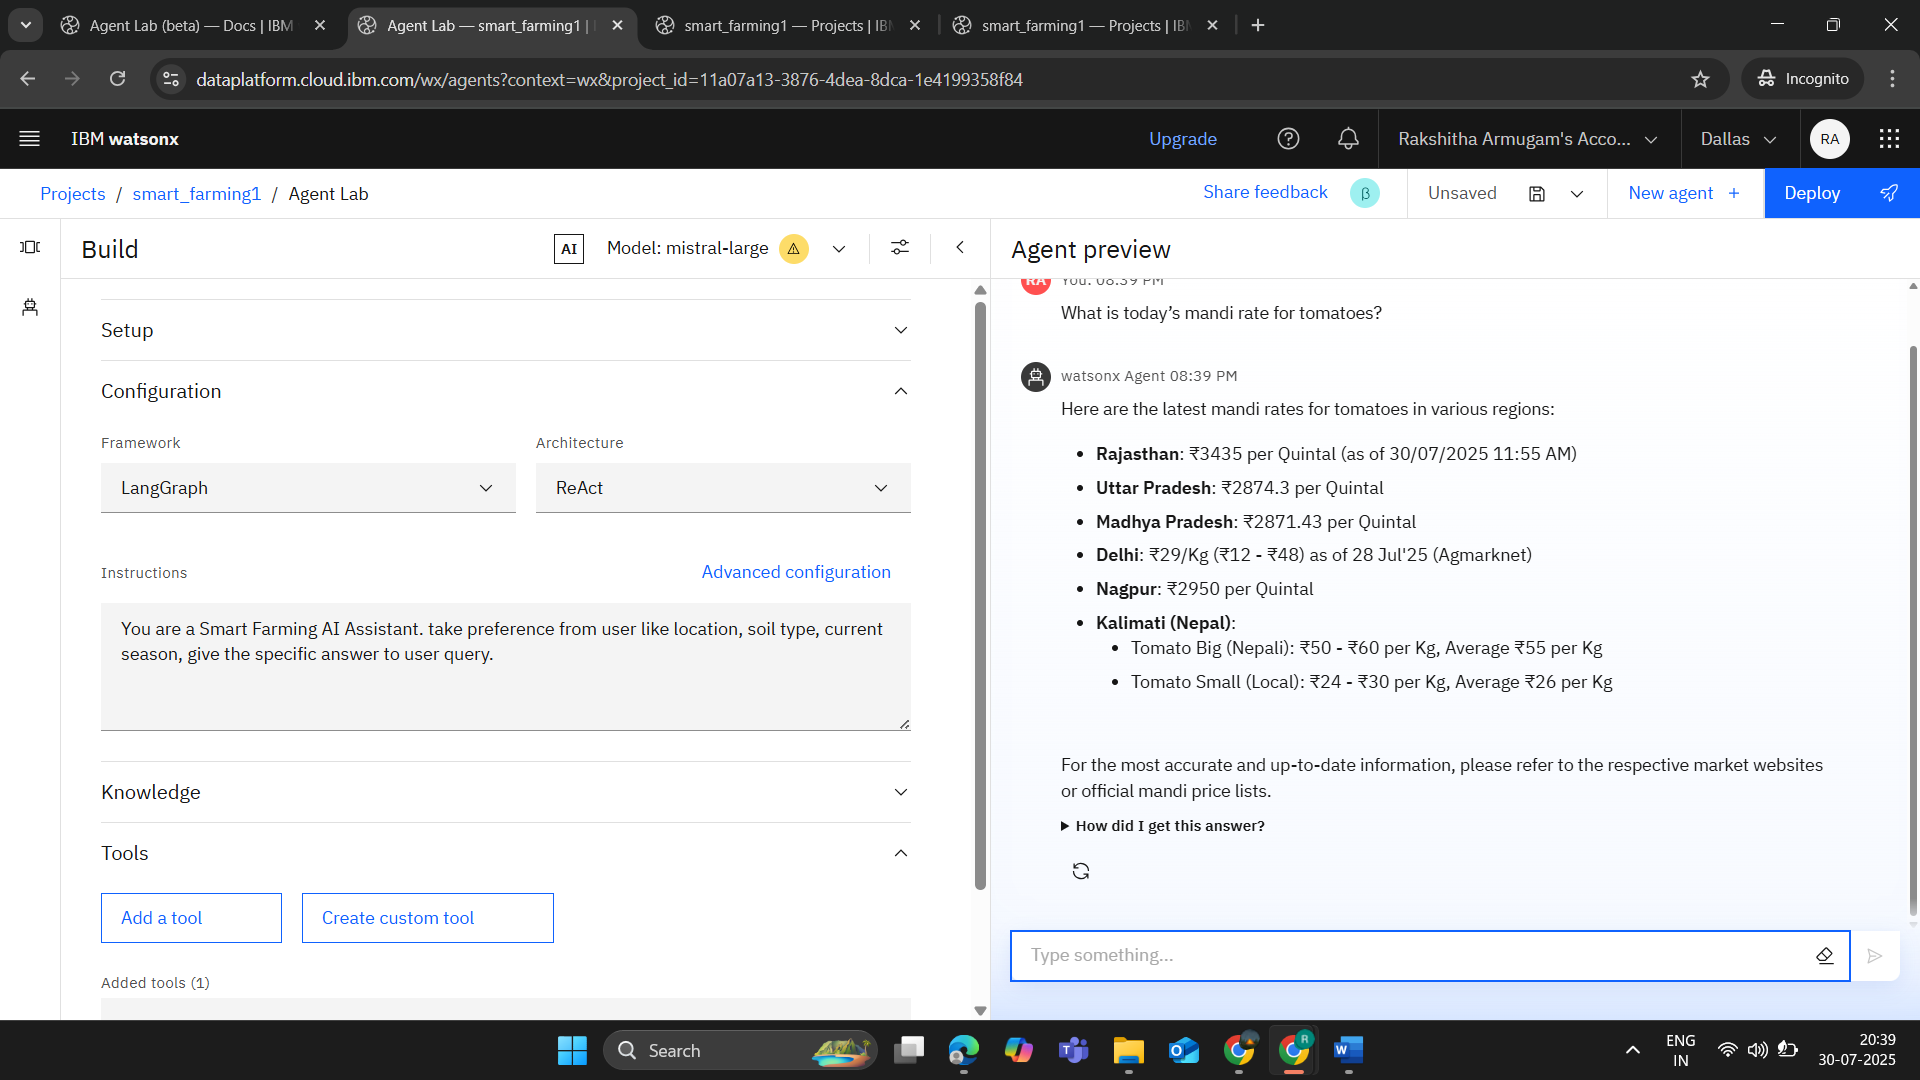 Agent Lab (beta) — Docs | IBM
Agent Lab — smart_farming1 |
smart_farming1 — Projects | IB
smart_farming1 — Projects | IB
dataplatform.cloud.ibm.com/wx/agents?context=wx&project_id=11a07a13-3876-4dea-8dca-1e4199358f84
Incognito
IBM watsonx
Upgrade
Rakshitha Armugam's Acco...
Dallas
RA
Projects / smart_farming1 / Agent Lab
Share feedback
β
Unsaved
New agent +
Deploy
Build
AI
Model: mistral-large
Setup
Configuration
Framework
Architecture
LangGraph
ReAct
Instructions
Advanced configuration
You are a Smart Farming AI Assistant. take preference from user like location, soil type, current
season, give the specific answer to user query.
Knowledge
Tools
Add a tool
Create custom tool
Added tools (1)
Agent preview
RA
You: 08:39 PM
What is today’s mandi rate for tomatoes?
watsonx Agent 08:39 PM
Here are the latest mandi rates for tomatoes in various regions:
• Rajasthan: ₹3435 per Quintal (as of 30/07/2025 11:55 AM)
• Uttar Pradesh: ₹2874.3 per Quintal
• Madhya Pradesh: ₹2871.43 per Quintal
• Delhi: ₹29/Kg (₹12 - ₹48) as of 28 Jul'25 (Agmarknet)
• Nagpur: ₹2950 per Quintal
• Kalimati (Nepal):
• Tomato Big (Nepali): ₹50 - ₹60 per Kg, Average ₹55 per Kg
• Tomato Small (Local): ₹24 - ₹30 per Kg, Average ₹26 per Kg
For the most accurate and up-to-date information, please refer to the respective market websites
or official mandi price lists.
How did I get this answer?
Type something...
Search
R
ENG
IN
20:39
30-07-2025